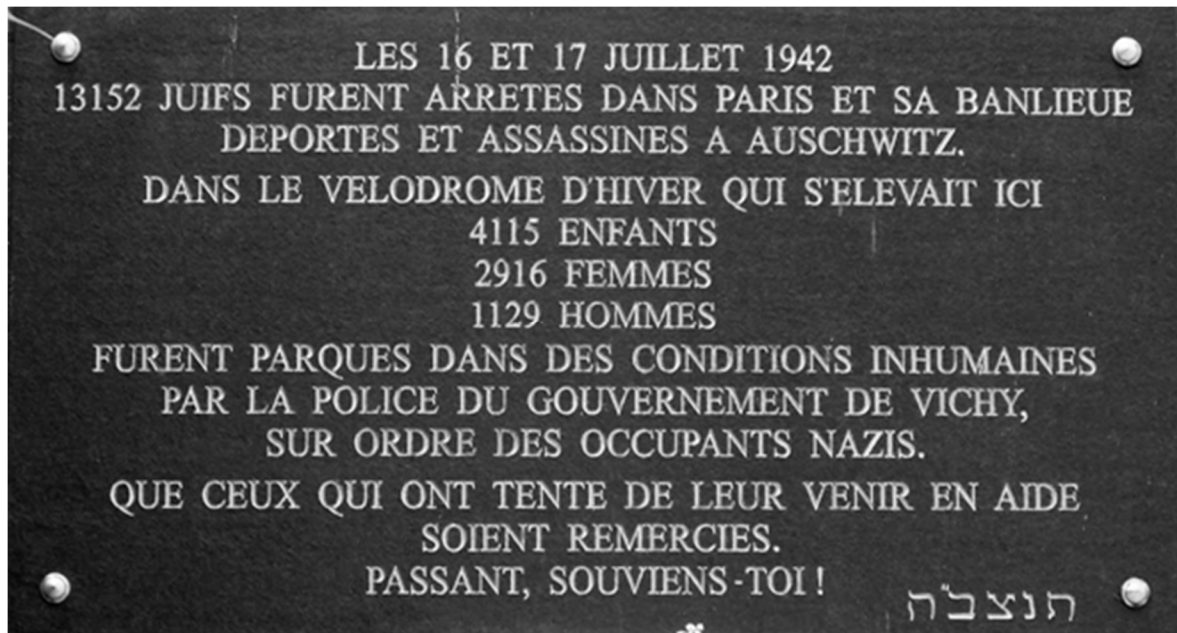 LES 16 ET 17 JUILLET 1942
13152 JUIFS FURENT ARRETES DANS PARIS ET SA BANLIEUE
DEPORTES ET ASSASSINES A AUSCHWITZ.
DANS LE VELODROME D'HIVER QUI S'ELEVAIT ICI
4115 ENFANTS
2916 FEMMES
1129 HOMMES
FURENT PARQUES DANS DES CONDITIONS INHUMAINES
PAR LA POLICE DU GOUVERNEMENT DE VICHY,
SUR ORDRE DES OCCUPANTS NAZIS.
QUE CEUX QUI ONT TENTE DE LEUR VENIR EN AIDE
SOIENT REMERCIES.
PASSANT, SOUVIENS-TOI !
תנצב״ה